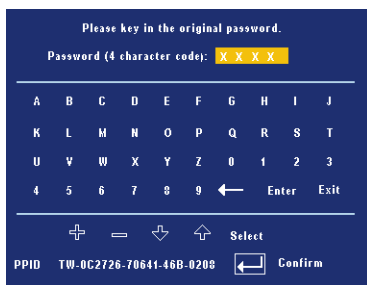 Please key in the original password.
Password (4 character code): X X X X
A B C D E F G H I J
K L M N O P Q R S T
U V W X Y Z 0 1 2 3
4 5 6 7 8 9 ← Enter Exit
Select
PPID TW-0C2726-70641-46B-0208 Confirm